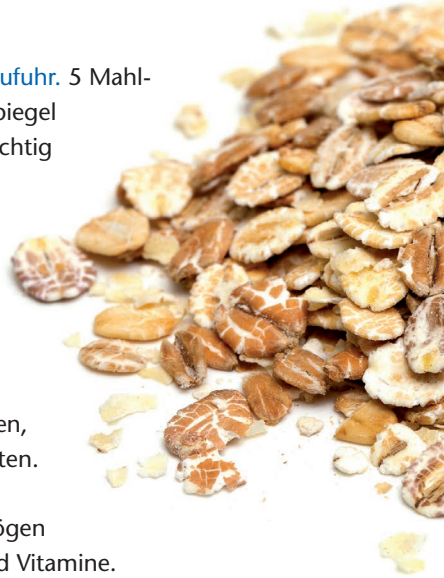 ufuhr. 5 Mahl-
piegel
chtig
en,
ten.
ögen
d Vitamine.